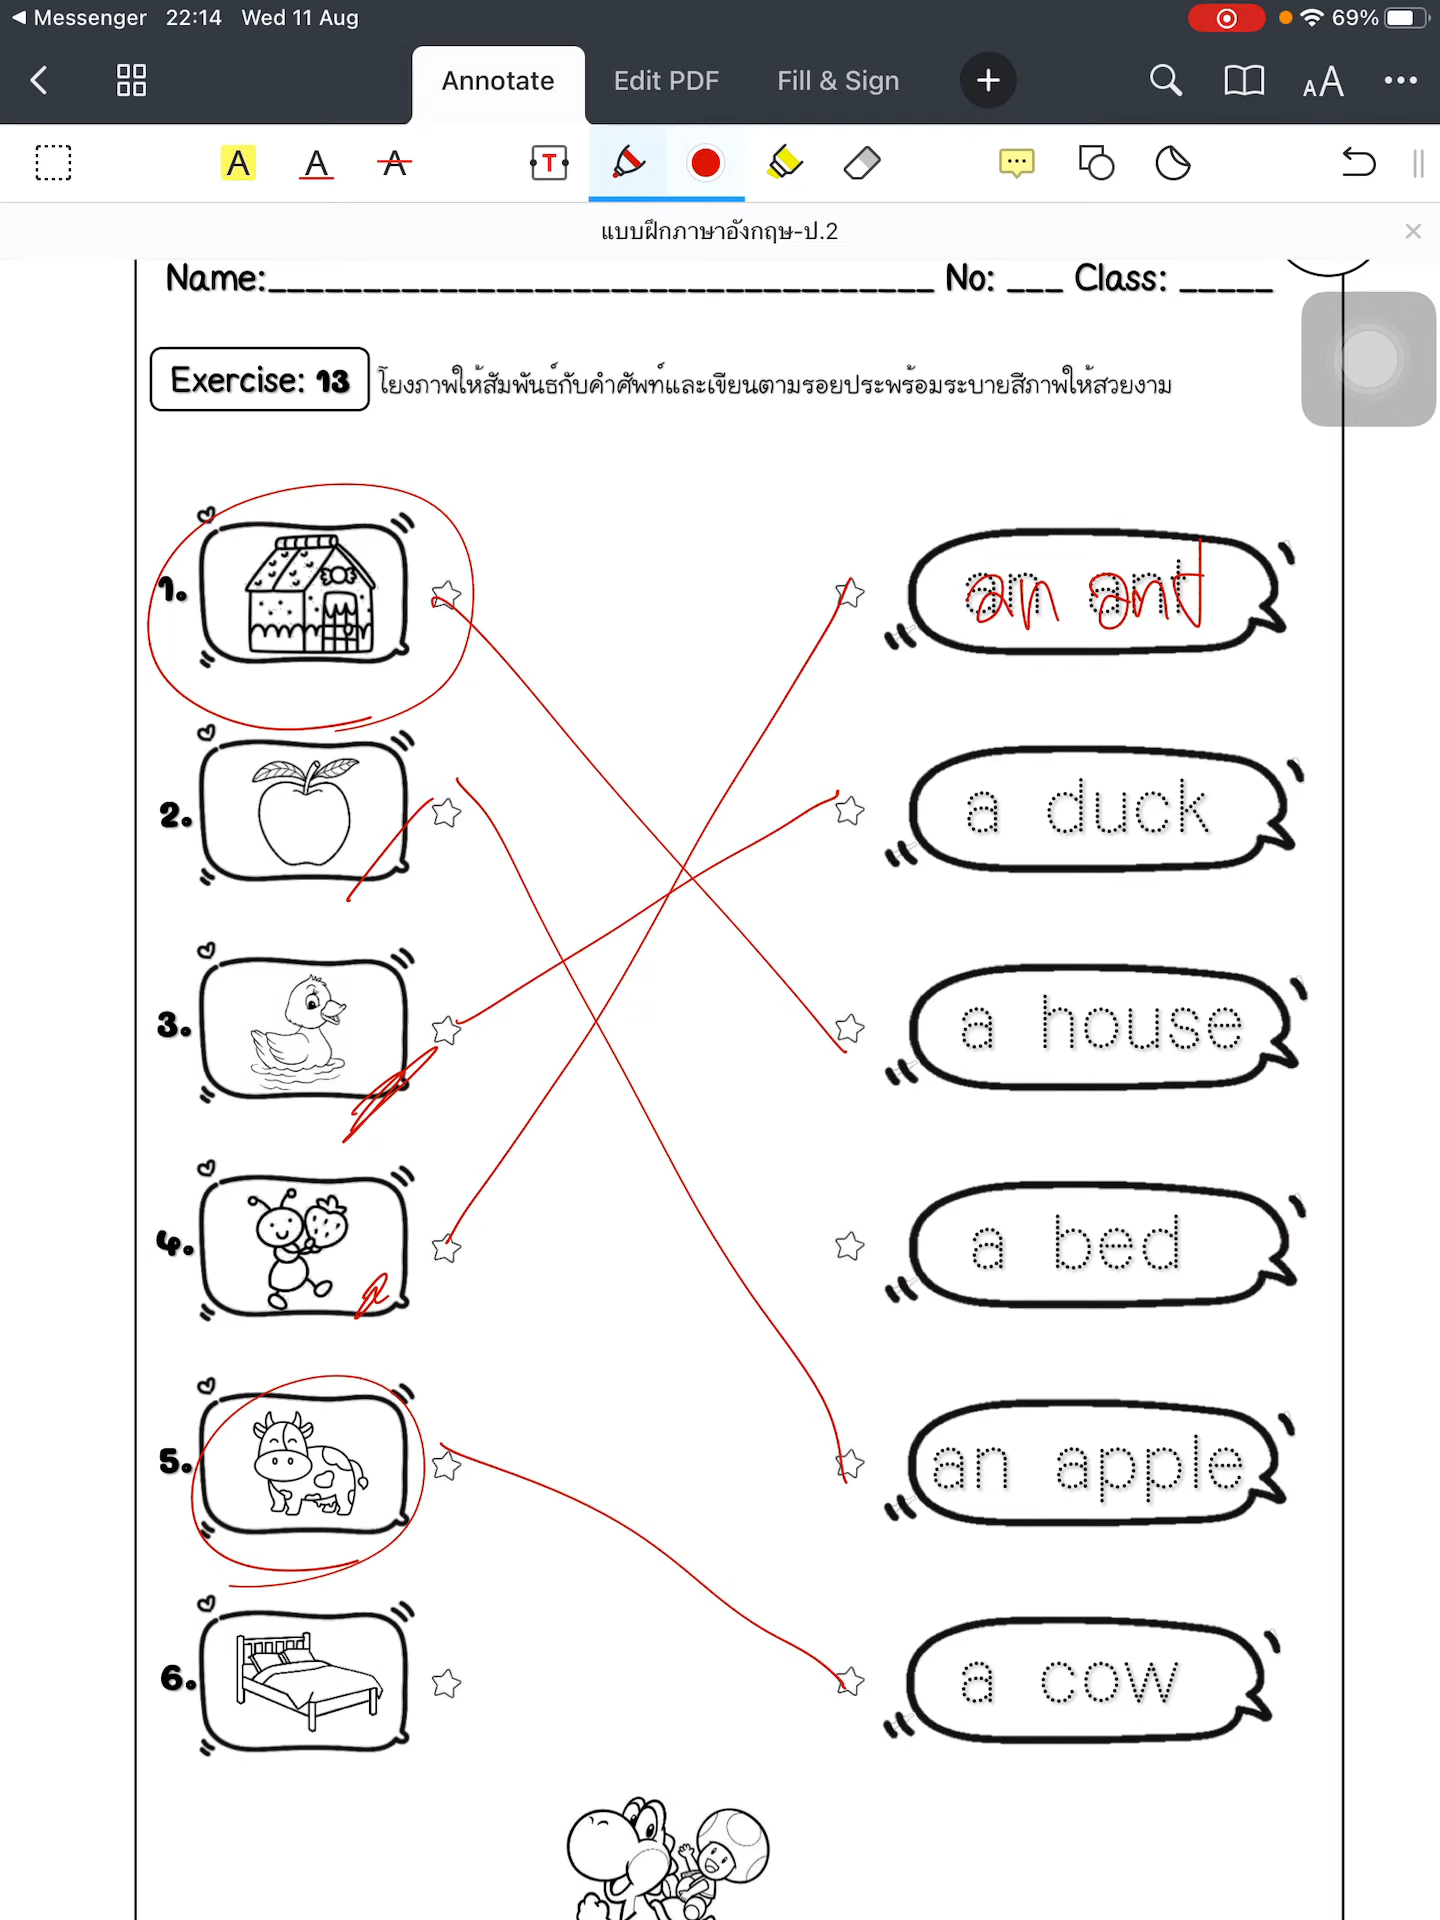 Messenger 22:14 Wed 11 Aug 69%
Annotate Edit PDF Fill & Sign
แบบฝึกภาษาอังกฤษ-ป.2
Name:___________________________________ No: ___ Class: _____
Exercise: 13 โยงภาพให้สัมพันธ์กับคำศัพท์และเขียนตามรอยประพร้อมระบายสีภาพให้สวยงาม
1. an ant
2. a duck
3. a house
4. a bed
5. an apple
6. a cow